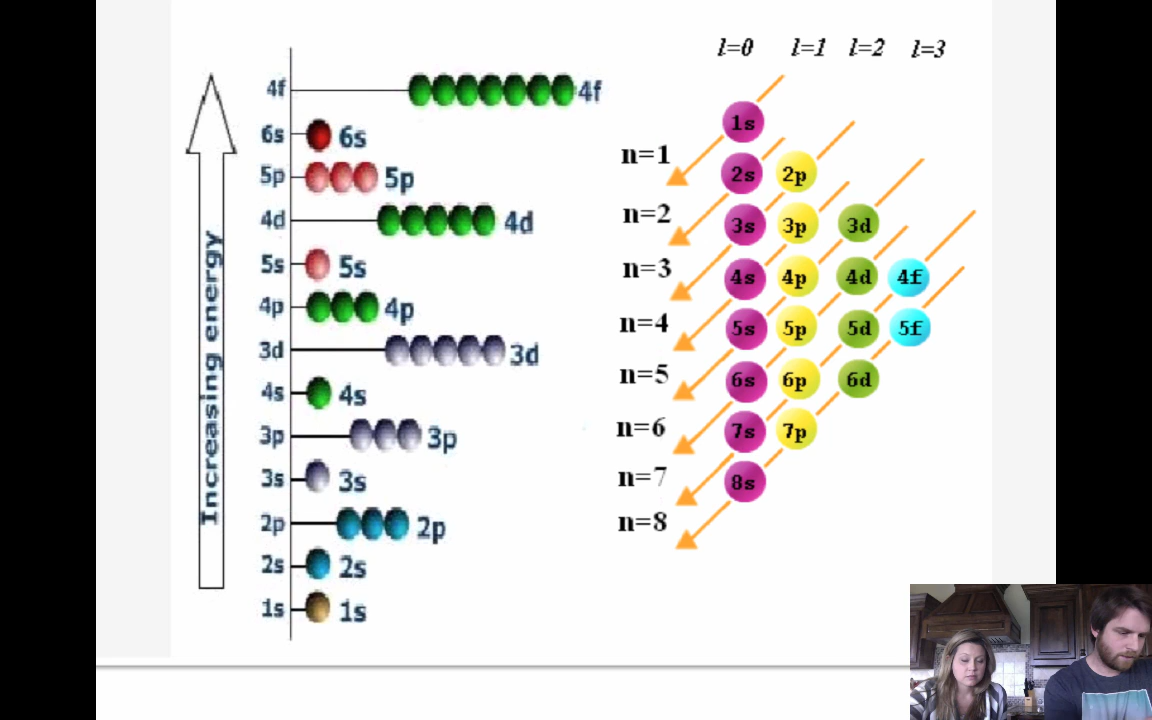 Increasing energy
4f 4f
6s 6s
5p 5p
4d 4d
5s 5s
4p 4p
3d 3d
4s 4s
3p 3p
3s 3s
2p 2p
2s 2s
1s 1s
l=0 l=1 l=2 l=3
1s
n=1
2s 2p
n=2
3s 3p 3d
n=3
4s 4p 4d 4f
n=4
5s 5p 5d 5f
n=5
6s 6p 6d
n=6
7s 7p
n=7
8s
n=8